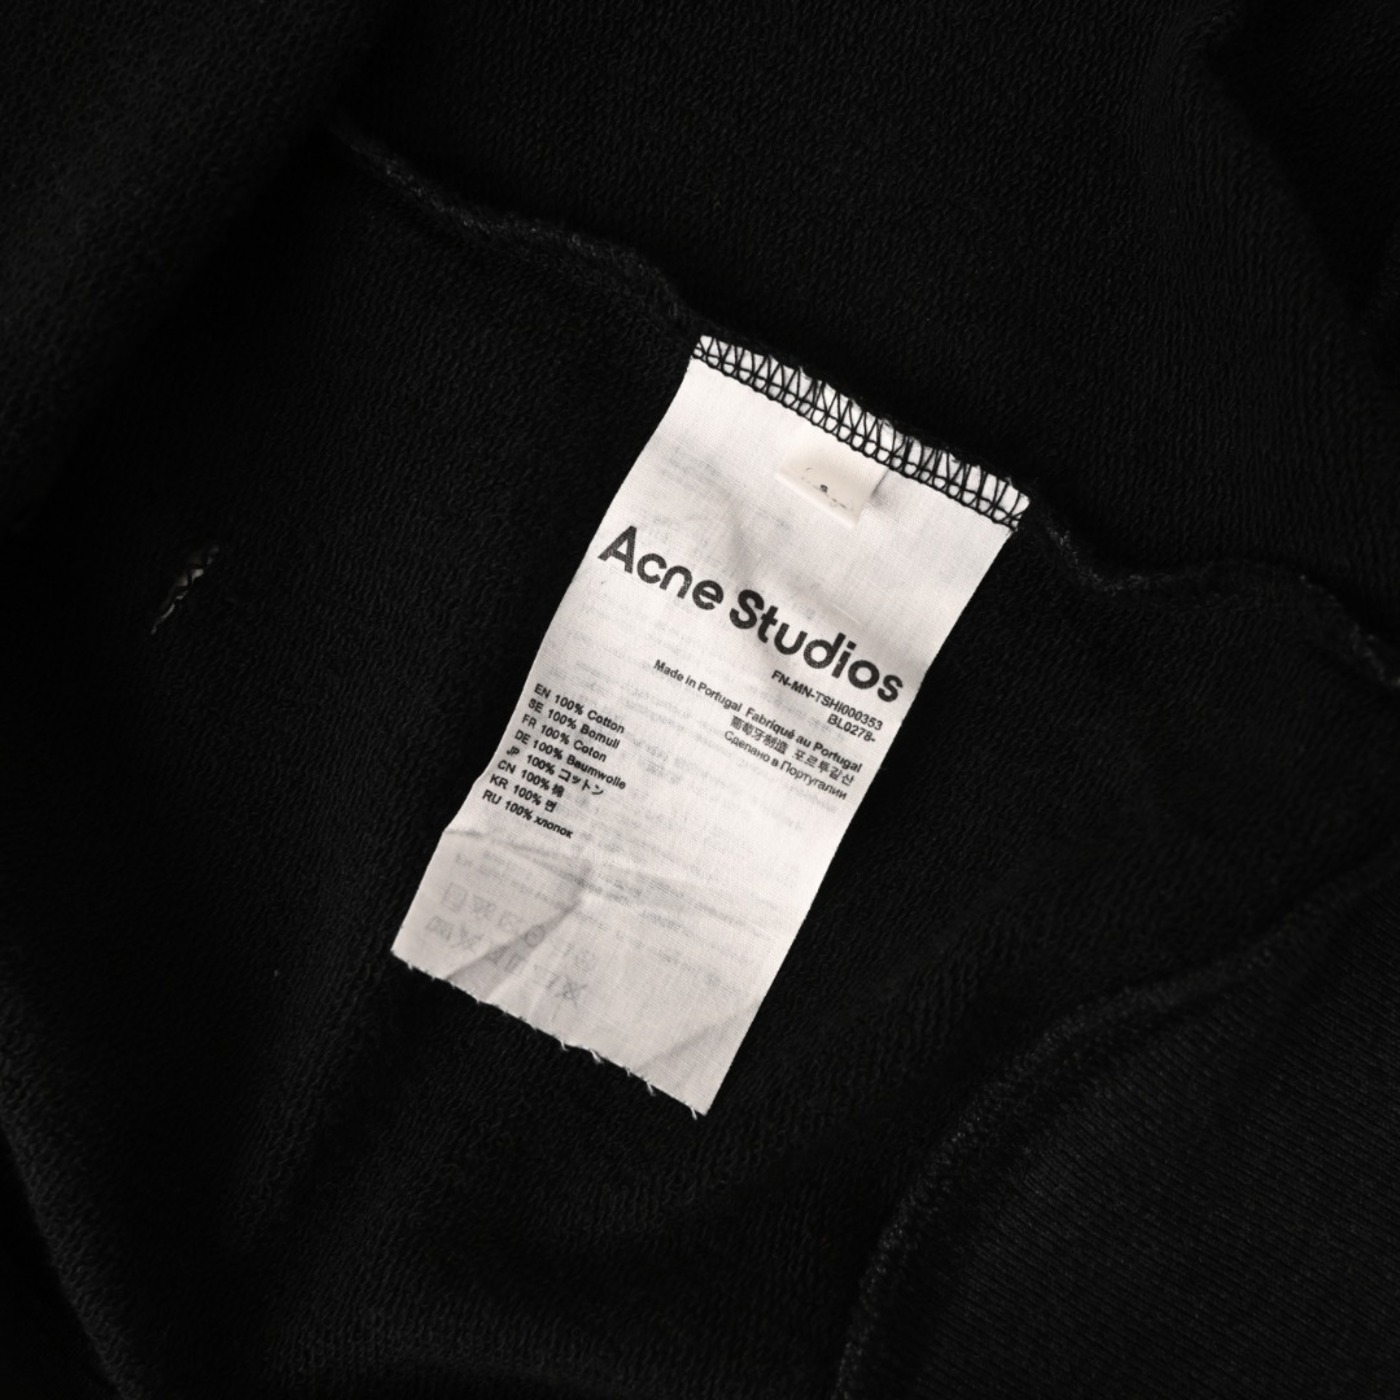 S
Acne Studios
FN-MN-TSHI000353
BL0278-
Made in Portugal Fabriqué au Portugal
葡萄牙制造 포르투갈산
Сделано в Португалии
EN 100% Cotton
SE 100% Bomull
FR 100% Coton
DE 100% Baumwolle
JP 100% コットン
CN 100% 棉
KR 100% 면
RU 100% хлопок